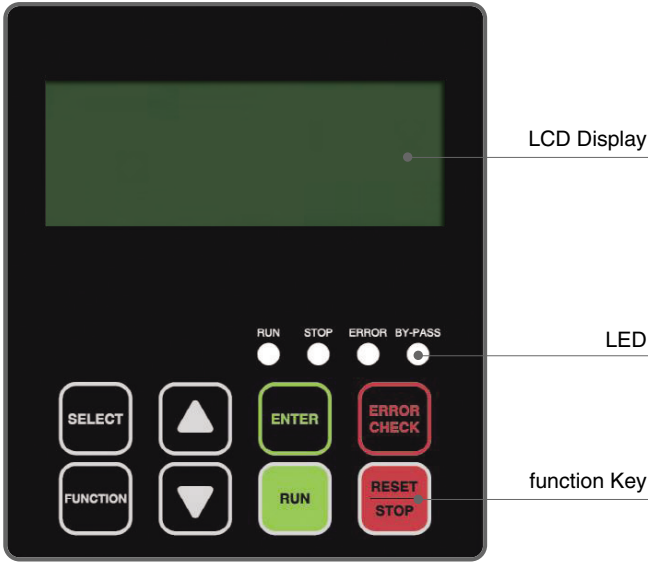 LCD Display
RUN STOP ERROR BY-PASS
LED
SELECT
ENTER
ERROR
CHECK
function Key
FUNCTION
RUN
RESET
STOP